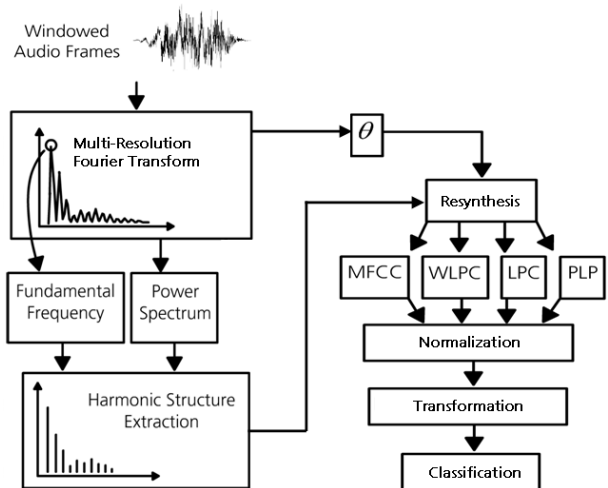 Windowed
Audio Frames
Multi-Resolution
Fourier Transform
θ
Resynthesis
MFCC
WLPC
LPC
PLP
Fundamental
Frequency
Power
Spectrum
Normalization
Harmonic Structure
Extraction
Transformation
Classification